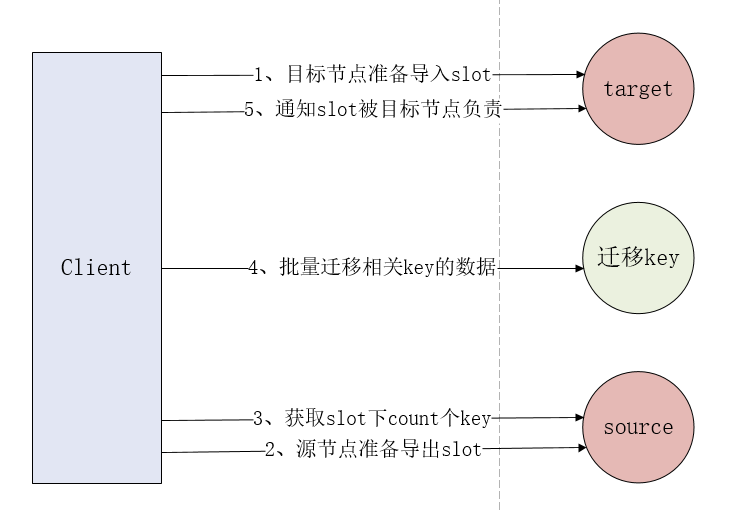 1、目标节点准备导入slot
target
5、通知slot被目标节点负责
Client
4、批量迁移相关key的数据
迁移key
3、获取slot下count个key
source
2、源节点准备导出slot